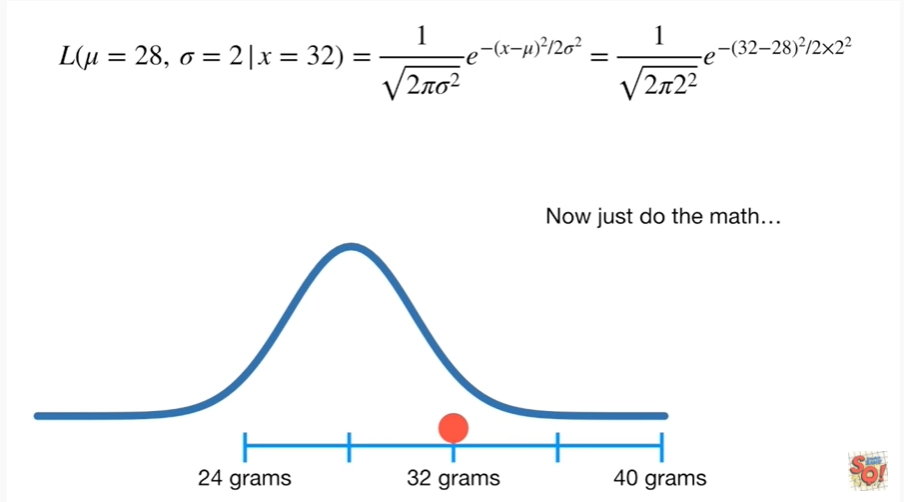 L(μ = 28, σ = 2 | x = 32) = 1/√(2πσ²) e^−(x−μ)²/2σ² = 1/√(2π2²) e^−(32−28)²/2×2²
Now just do the math…
24 grams 32 grams 40 grams
SQ!